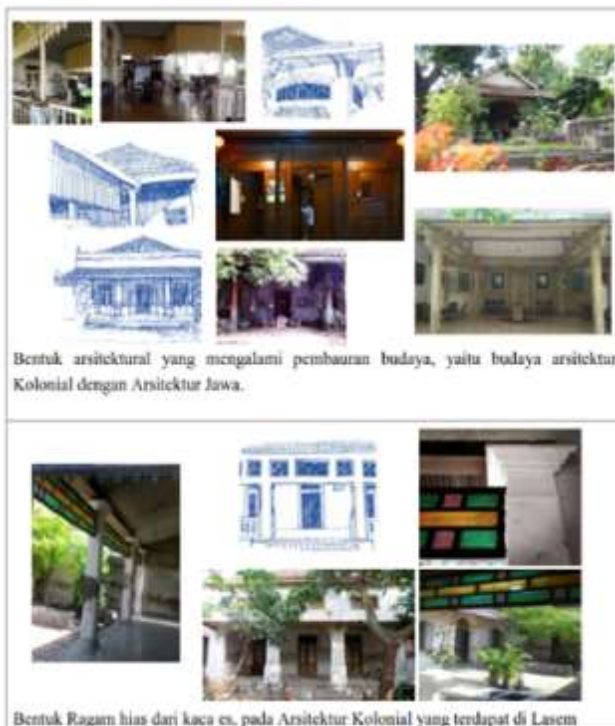 Bentuk arsitektural yang mengalami pembauran budaya, yaitu budaya arsitektur
Kolonial dengan Arsitektur Jawa.
Bentuk Ragam hias dari kaca es, pada Arsitektur Kolonial yang terdapat di Lasem